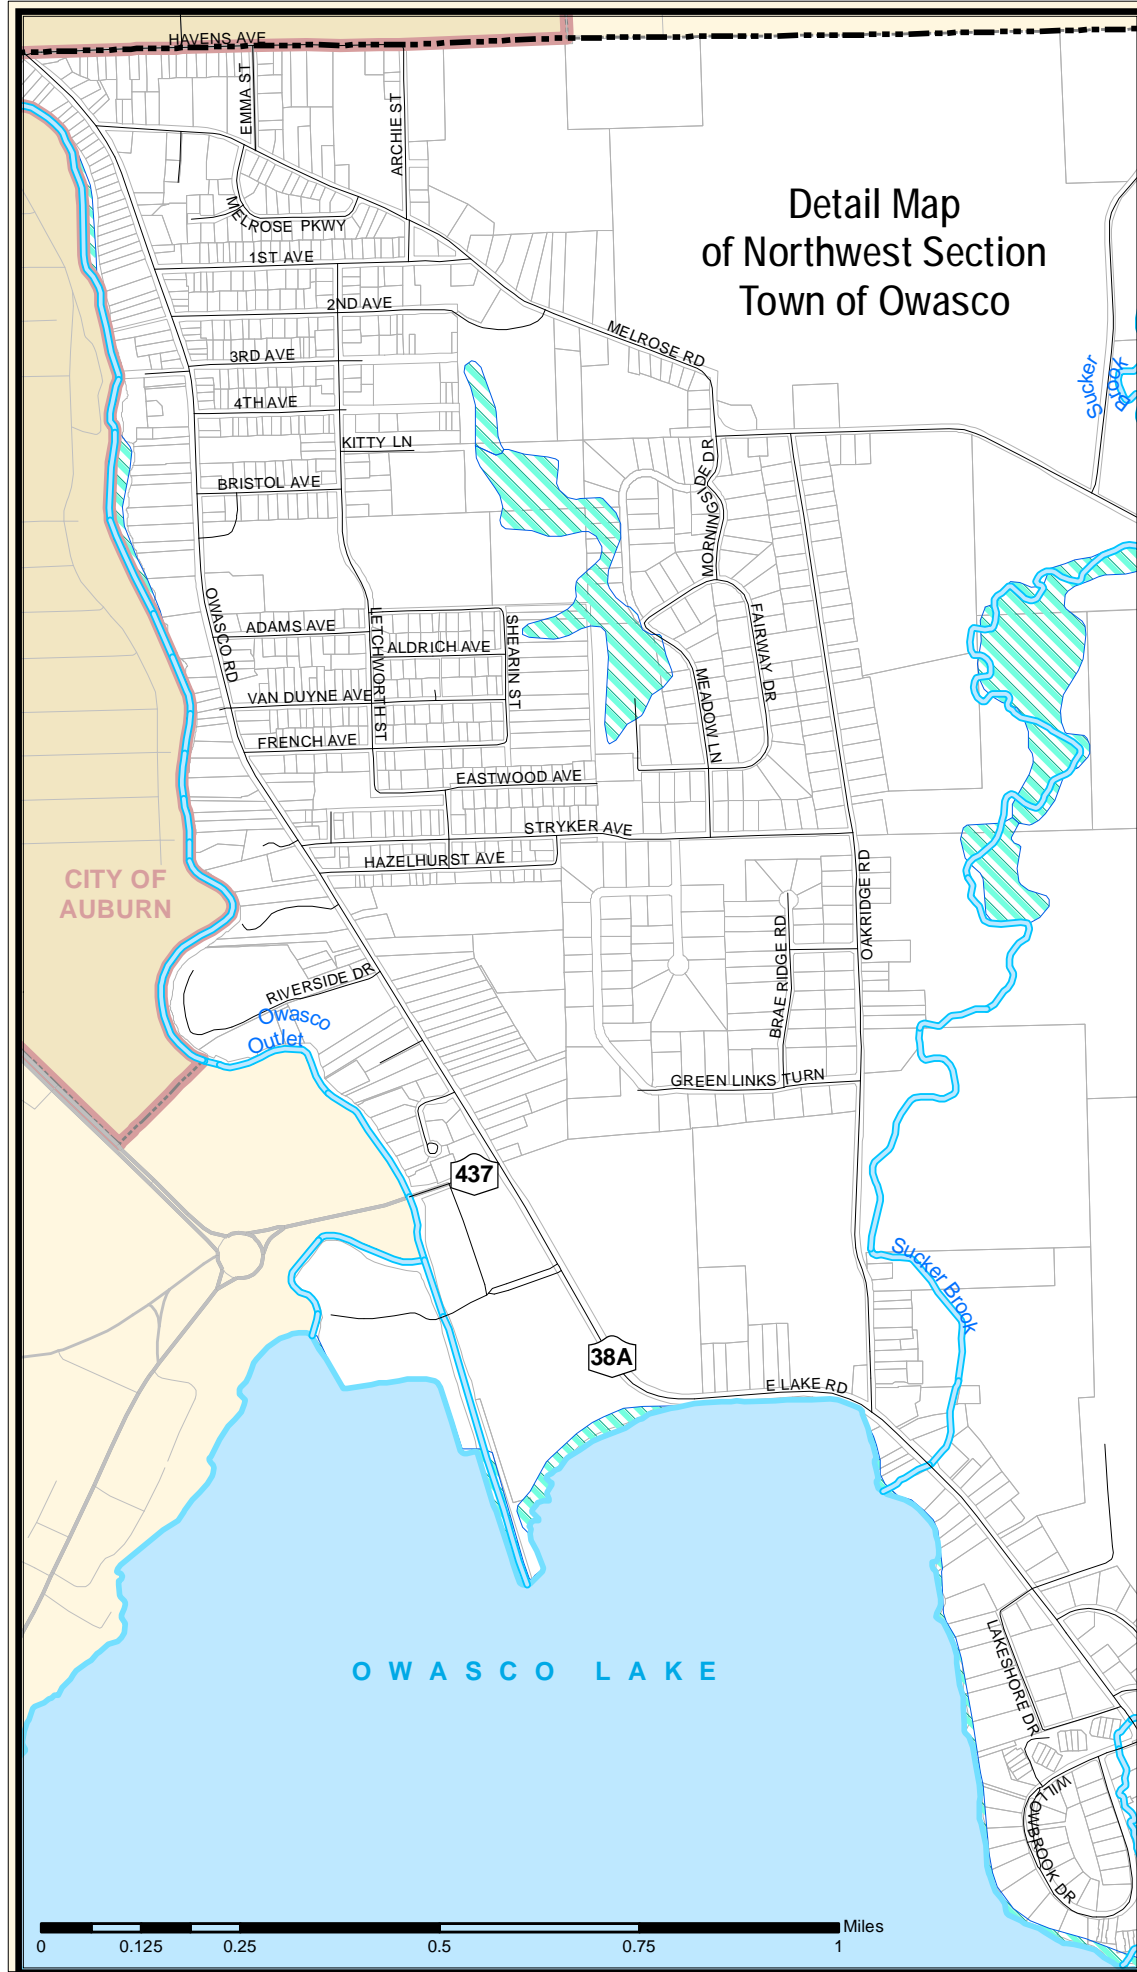 HAVENS AVE
EMMA ST
ARCHIE ST
Detail Map
of Northwest Section
Town of Owasco
MELROSE PKWY
1ST AVE
2ND AVE
MELROSE RD
3RD AVE
Sucker
Brook
4TH AVE
KITTY LN
BRISTOL AVE
MORNINGSIDE DR
OWASCO RD
ADAMS AVE
LETCHWORTH ST
ALDRICH AVE
SHEARIN ST
FAIRWAY DR
MEADOW LN
VAN DUYNE AVE
FRENCH AVE
EASTWOOD AVE
STRYKER AVE
HAZELHURST AVE
CITY OF
AUBURN
OAKRIDGE RD
BRAE RIDGE RD
RIVERSIDE DR
Owasco
Outlet
GREEN LINKS TURN
437
Sucker Brook
38A
E LAKE RD
OWASCO LAKE
LAKESHORE DR
WILLOWBROOK DR
Miles
0 0.125 0.25 0.5 0.75 1